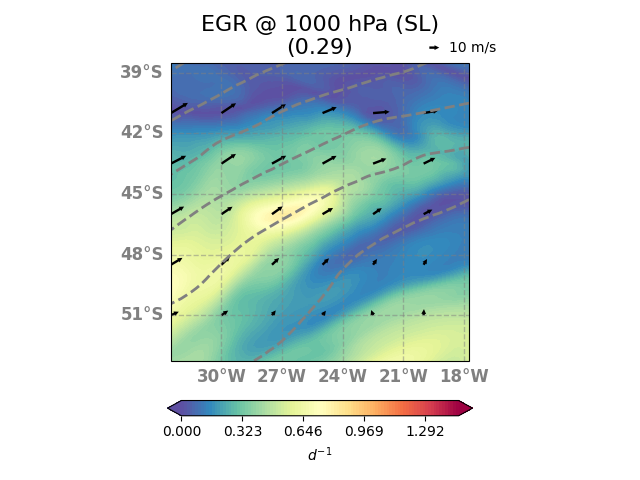 EGR @ 1000 hPa (SL)
(0.29)
10 m/s
39°S
42°S
45°S
48°S
51°S
30°W 27°W 24°W 21°W 18°W
0.000 0.323 0.646 0.969 1.292
d⁻¹